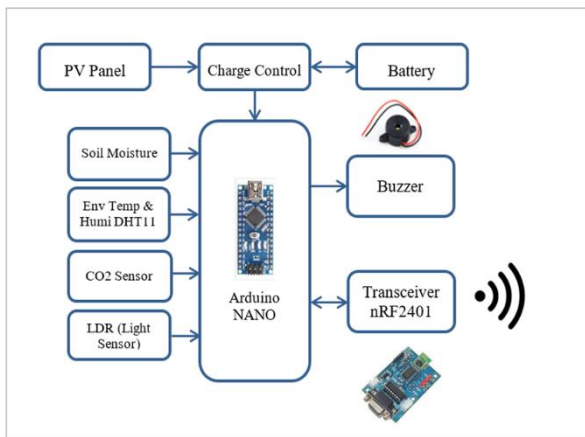 PV Panel
Charge Control
Battery
Soil Moisture
Env Temp &
Humi DHT11
CO2 Sensor
LDR (Light
Sensor)
Arduino
NANO
Buzzer
Transceiver
nRF2401